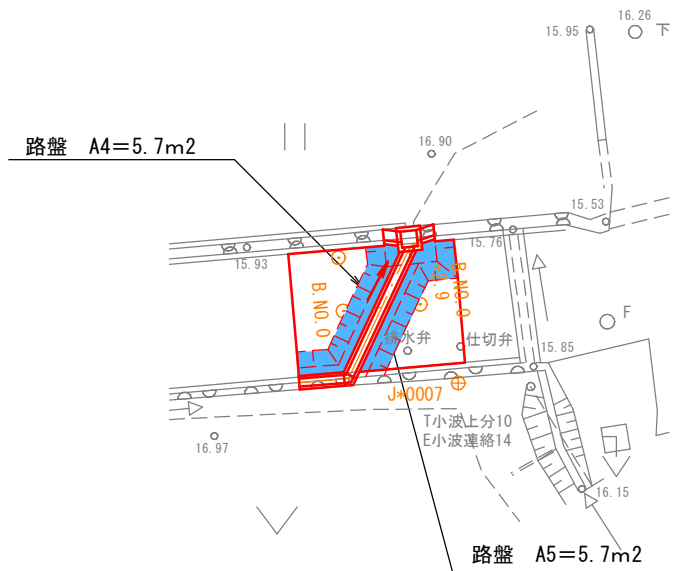 16.26
下
15.95
16.90
路盤 A4＝5.7m2
15.53
15.76
15.93
B.NO.0
B.NO.0
F
排水弁
仕切弁
15.85
J*0007
T小波上分10
E小波連絡14
16.97
16.15
路盤 A5＝5.7m2